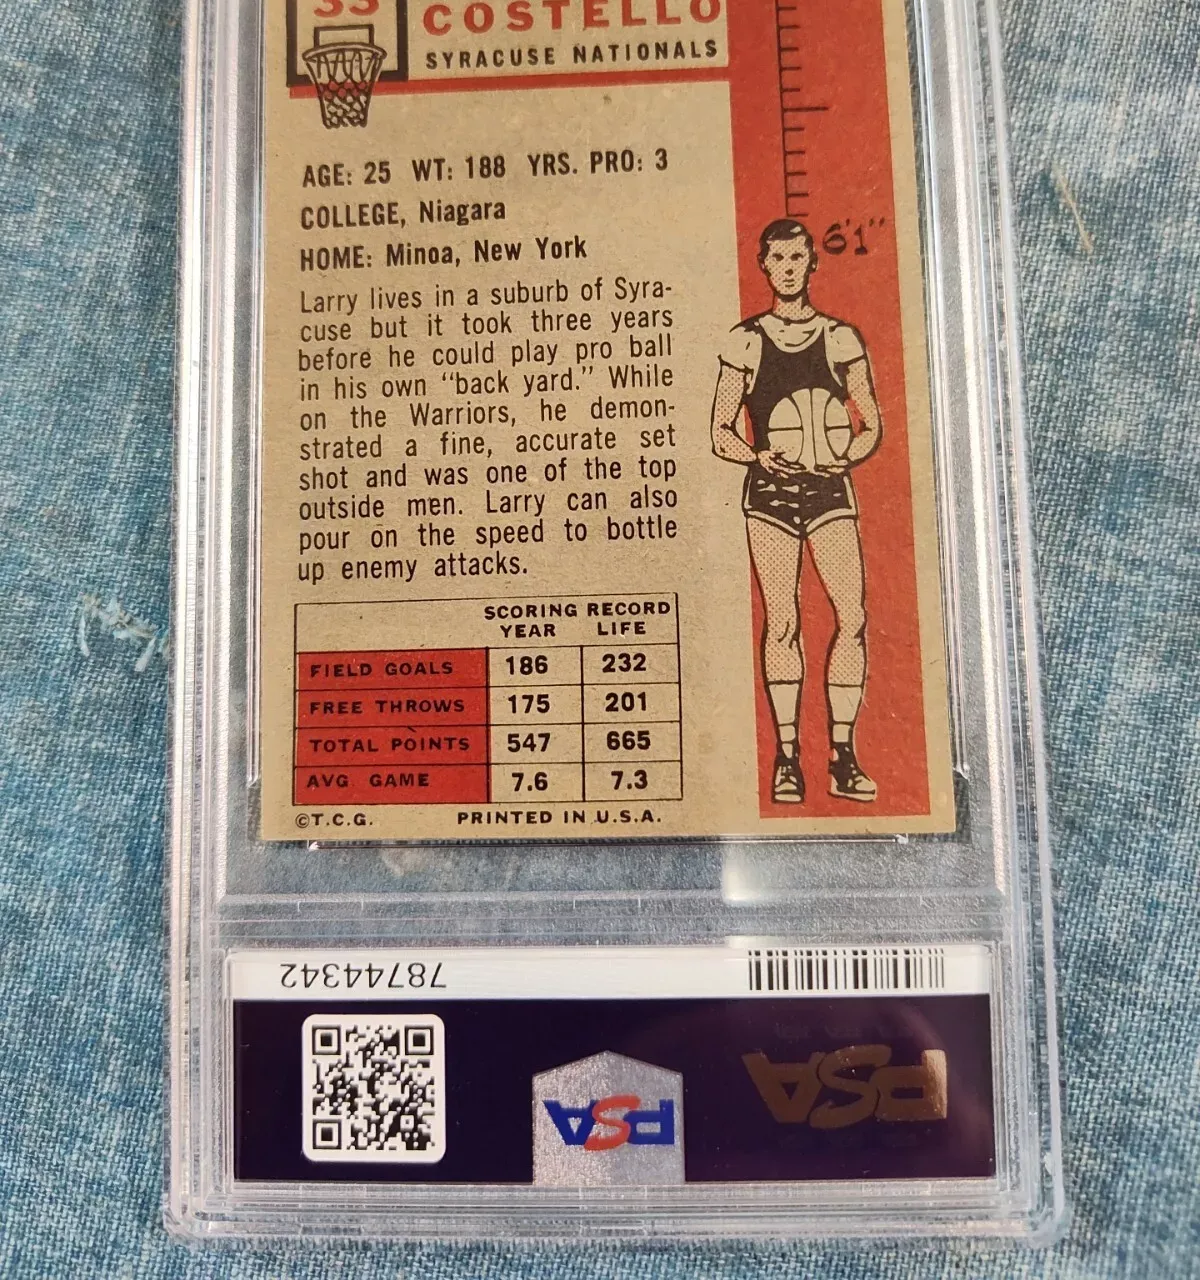 33
COSTELLO
SYRACUSE NATIONALS
AGE: 25 WT: 188 YRS. PRO: 3
COLLEGE, Niagara
HOME: Minoa, New York
6'1"
Larry lives in a suburb of Syra-
cuse but it took three years
before he could play pro ball
in his own "back yard." While
on the Warriors, he demon-
strated a fine, accurate set
shot and was one of the top
outside men. Larry can also
pour on the speed to bottle
up enemy attacks.
SCORING RECORD
YEAR LIFE
FIELD GOALS 186 232
FREE THROWS 175 201
TOTAL POINTS 547 665
AVG. GAME 7.6 7.3
©T.C.G. PRINTED IN U.S.A.
78744342
PSA
PSA